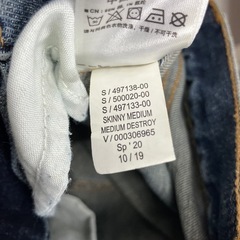 S / 497138-00
S / 500020-00
S / 497133-00
SKINNY MEDIUM
MEDIUM DESTROY
V / 000306965
Sp ' 20
10 / 19